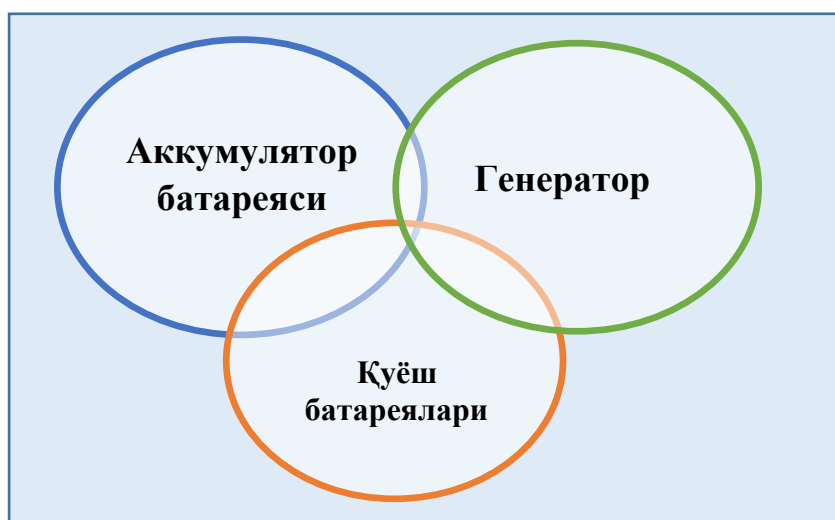 Аккумулятор
батареяси
Генератор
Қуёш
батареялари